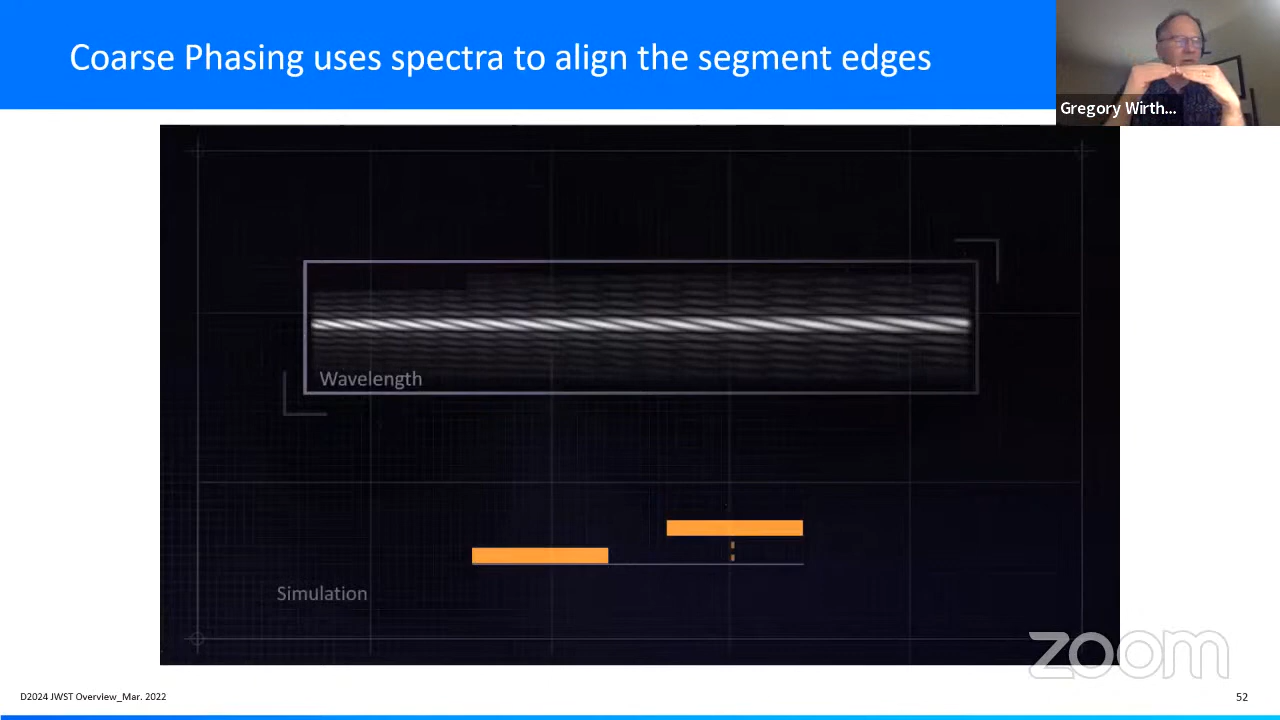 Coarse Phasing uses spectra to align the segment edges
Gregory Wirth...
Wavelength
Simulation
zoom
D2024 JWST Overview_Mar. 2022
52